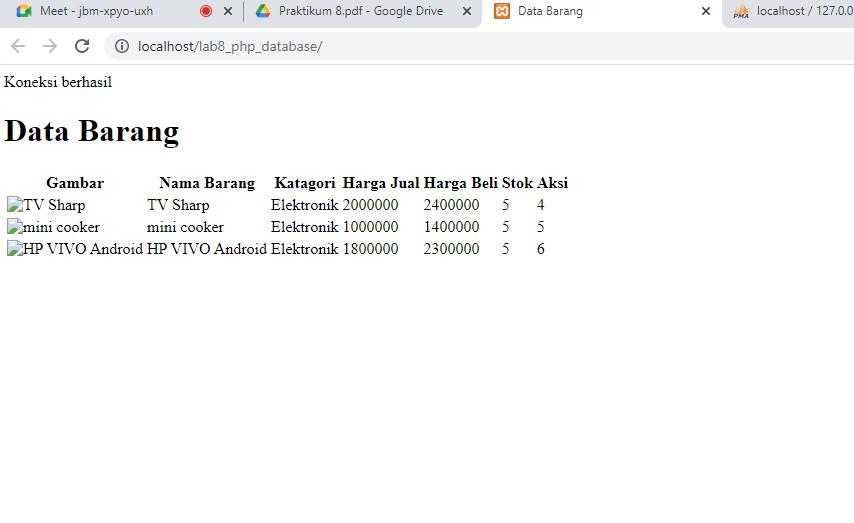 Meet - jbm-xpyo-uxh Praktikum 8.pdf - Google Drive Data Barang localhost / 127.0.0
localhost/lab8_php_database/
Koneksi berhasil
Data Barang
Gambar Nama Barang Katagori Harga Jual Harga Beli Stok Aksi
TV Sharp TV Sharp Elektronik 2000000 2400000 5 4
mini cooker mini cooker Elektronik 1000000 1400000 5 5
HP VIVO Android HP VIVO Android Elektronik 1800000 2300000 5 6